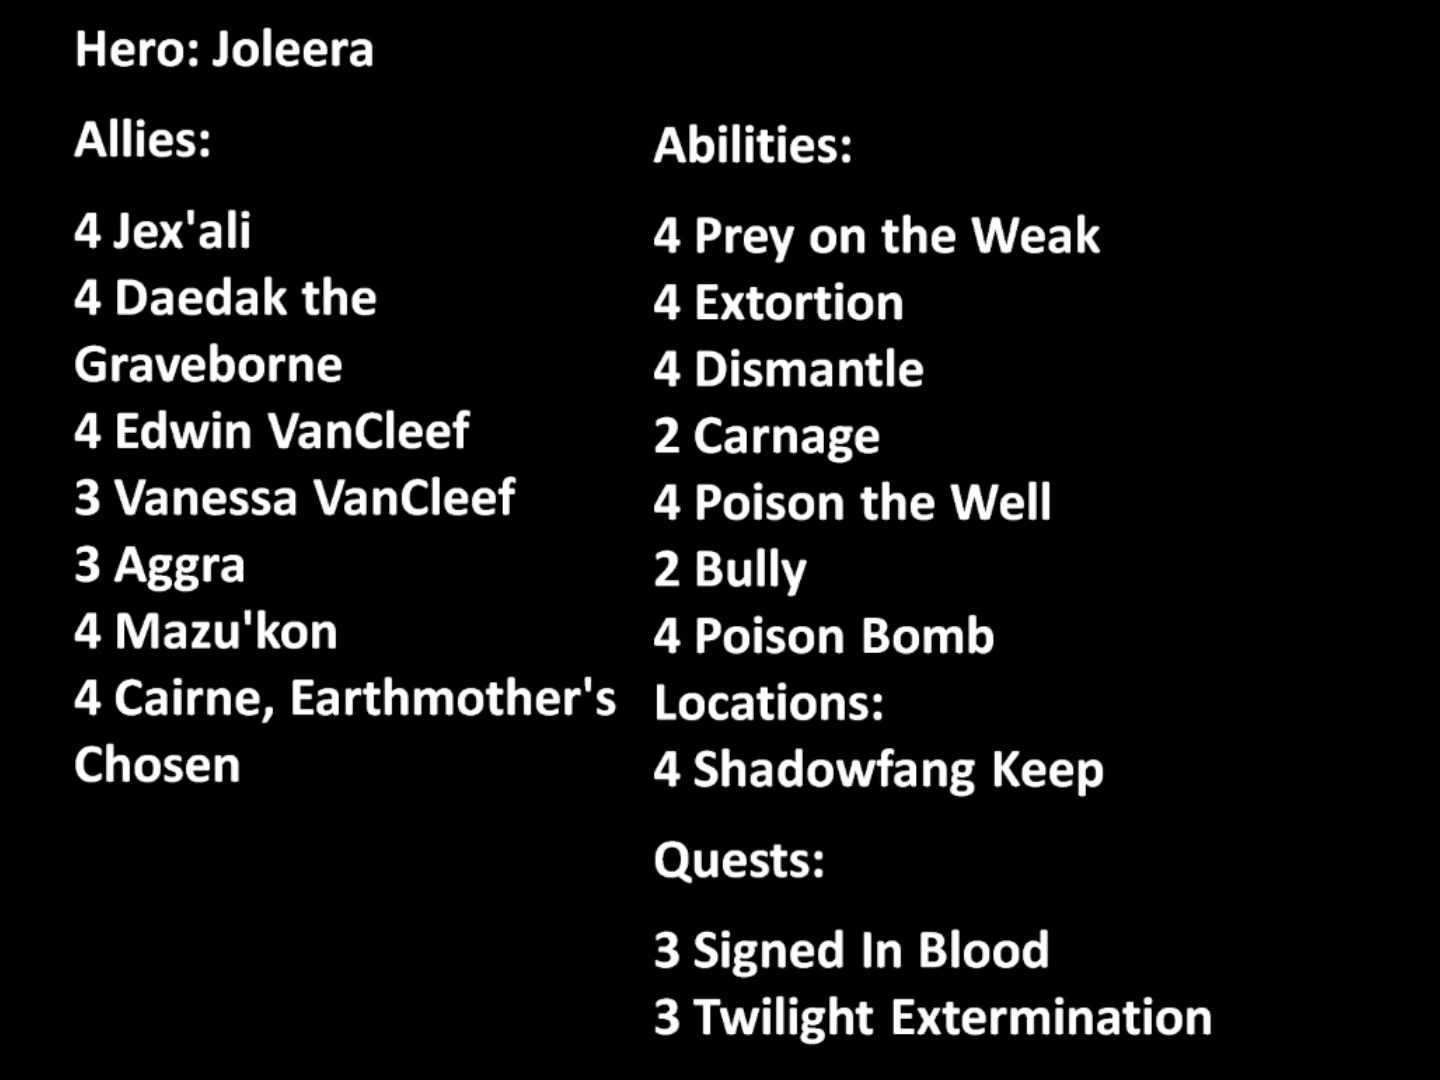 Hero: Joleera
Allies:
4 Jex'ali
4 Daedak the
Graveborne
4 Edwin VanCleef
3 Vanessa VanCleef
3 Aggra
4 Mazu'kon
4 Cairne, Earthmother's
Chosen
Abilities:
4 Prey on the Weak
4 Extortion
4 Dismantle
2 Carnage
4 Poison the Well
2 Bully
4 Poison Bomb
Locations:
4 Shadowfang Keep
Quests:
3 Signed In Blood
3 Twilight Extermination